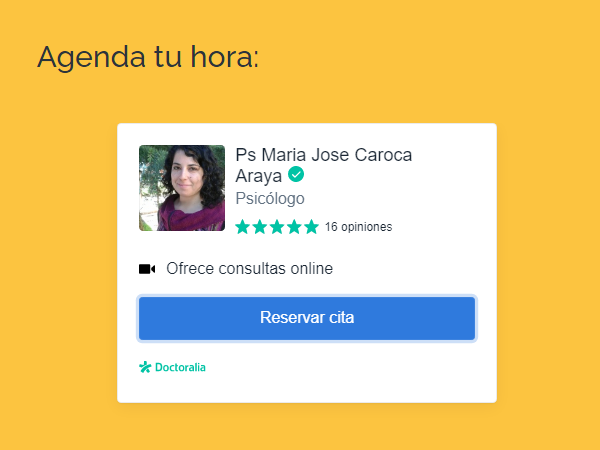 Agenda tu hora:
Ps Maria Jose Caroca
Araya
Psicólogo
16 opiniones
Ofrece consultas online
Reservar cita
Doctoralia